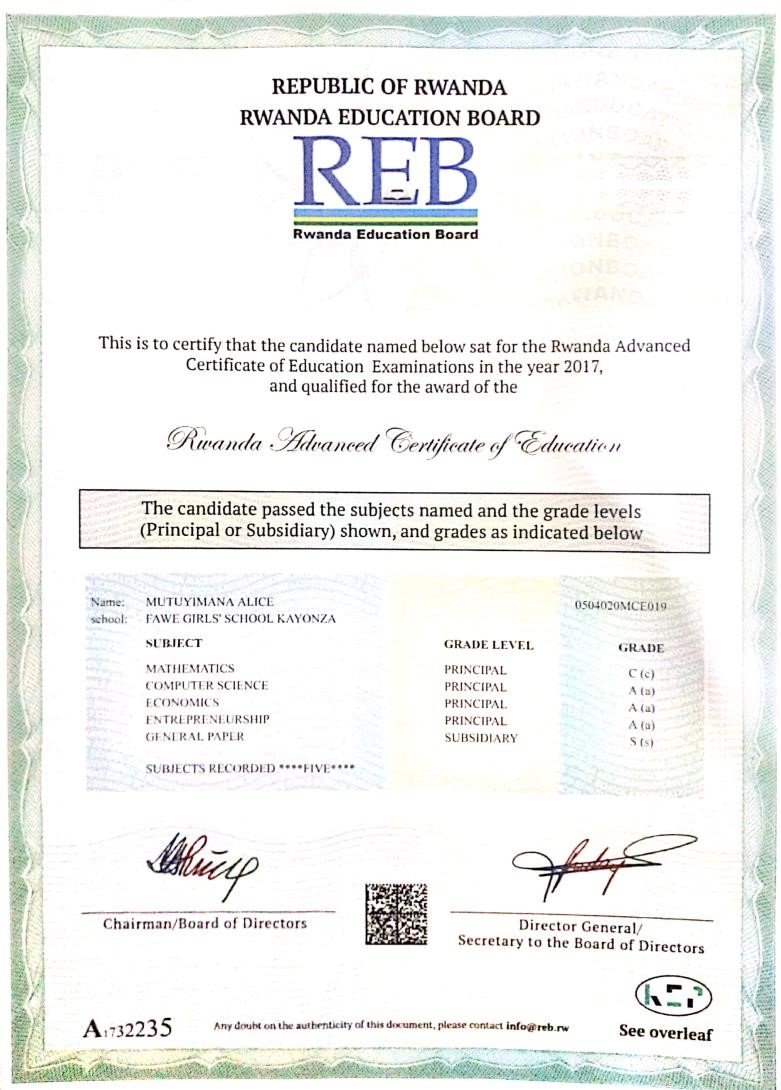 REPUBLIC OF RWANDA
RWANDA EDUCATION BOARD
REB
Rwanda Education Board
This is to certify that the candidate named below sat for the Rwanda Advanced
Certificate of Education Examinations in the year 2017,
and qualified for the award of the
Rwanda Advanced Certificate of Education
The candidate passed the subjects named and the grade levels
(Principal or Subsidiary) shown, and grades as indicated below
Name: MUTUYIMANA ALICE 0504020MCE019
school: FAWE GIRLS' SCHOOL KAYONZA
SUBJECT GRADE LEVEL GRADE
MATHEMATICS PRINCIPAL C (c)
COMPUTER SCIENCE PRINCIPAL A (a)
ECONOMICS PRINCIPAL A (a)
ENTREPRENEURSHIP PRINCIPAL A (a)
GENERAL PAPER SUBSIDIARY S (s)
SUBJECTS RECORDED ****FIVE****
Chairman/Board of Directors
Director General/
Secretary to the Board of Directors
A1732235
Any doubt on the authenticity of this document, please contact info@reb.rw
See overleaf